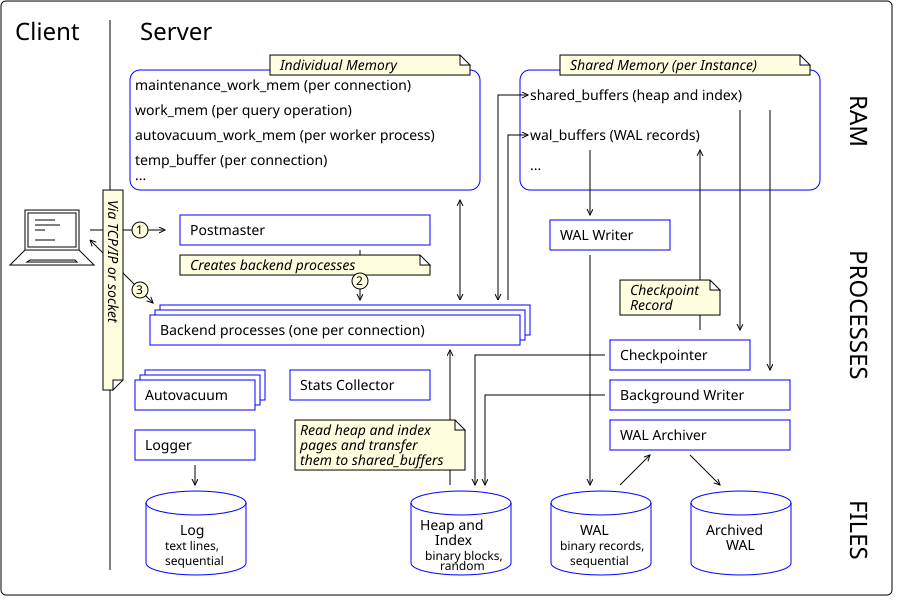 Client
Server
Individual Memory
maintenance_work_mem (per connection)
work_mem (per query operation)
autovacuum_work_mem (per worker process)
temp_buffer (per connection)
...
Shared Memory (per Instance)
shared_buffers (heap and index)
wal_buffers (WAL records)
...
RAM
Via TCP/IP or socket
1
Postmaster
Creates backend processes
2
3
Backend processes (one per connection)
WAL Writer
Checkpoint
Record
PROCESSES
Checkpointer
Autovacuum
Stats Collector
Background Writer
Logger
WAL Archiver
Read heap and index
pages and transfer
them to shared_buffers
Log
text lines,
sequential
Heap and
Index
binary blocks,
random
WAL
binary records,
sequential
Archived
WAL
FILES